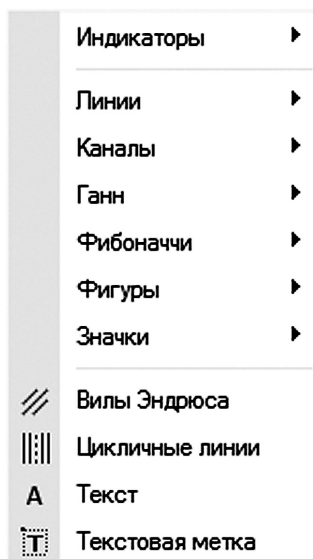 Индикаторы
Линии
Каналы
Ганн
Фибоначчи
Фигуры
Значки
Вилы Эндрюса
Цикличные линии
A Текст
T Текстовая метка